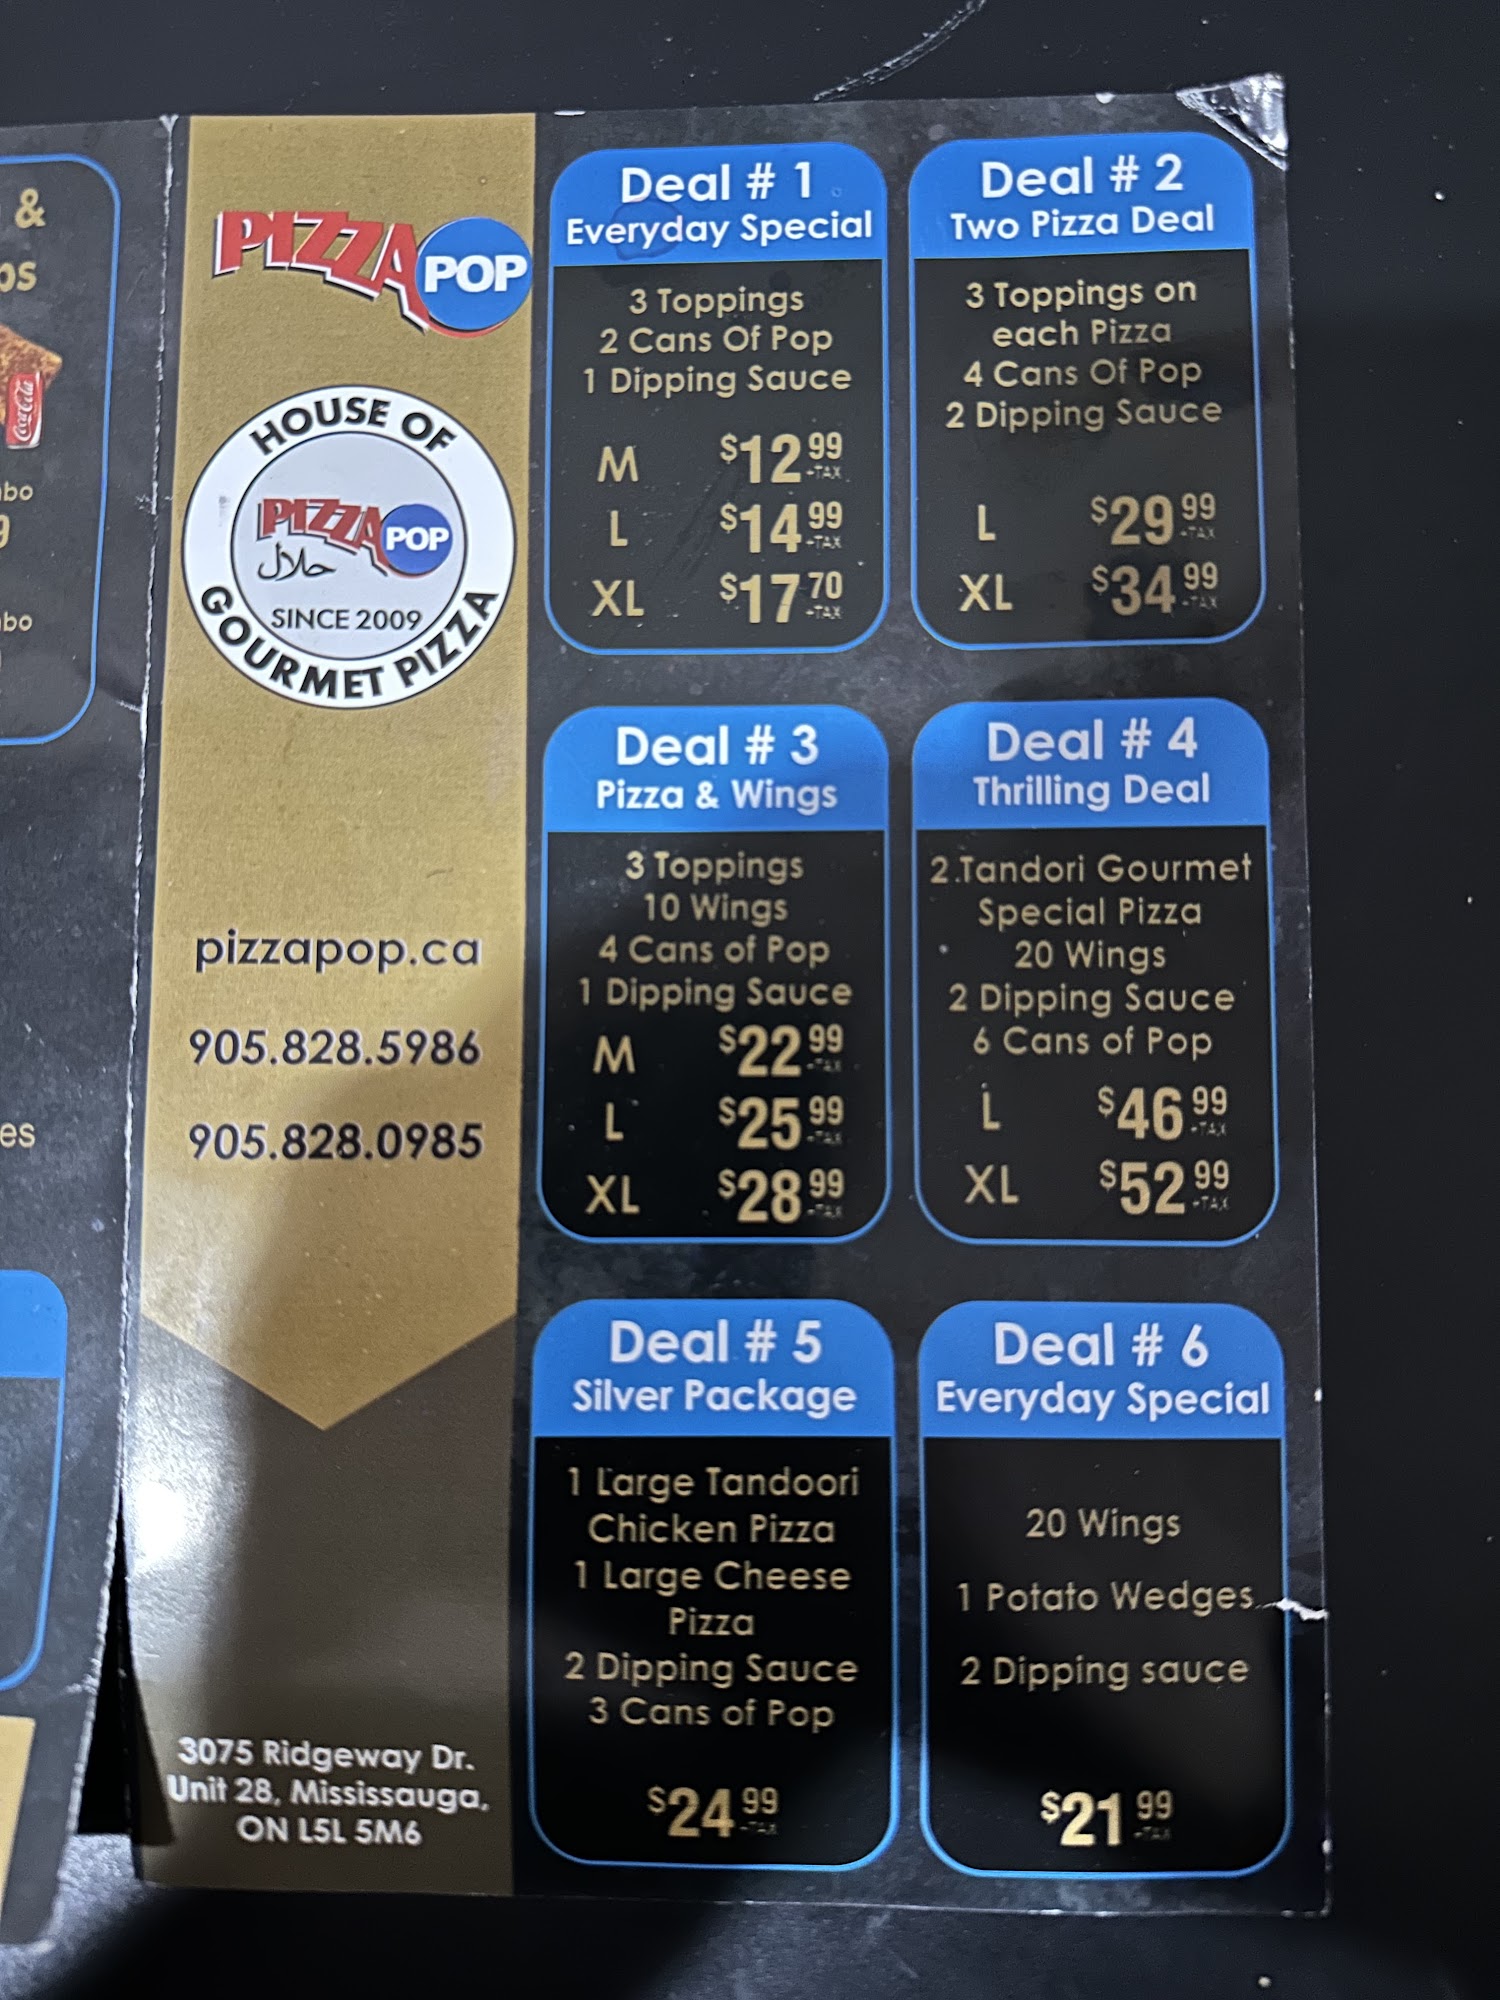 &
PIZZA POP
HOUSE OF
PIZZA POP
حلال
SINCE 2009
GOURMET PIZZA
Coca-Cola
pizzapop.ca
905.828.5986
905.828.0985
3075 Ridgeway Dr.
Unit 28, Mississauga,
ON L5L 5M6
Deal # 1
Everyday Special
3 Toppings
2 Cans Of Pop
1 Dipping Sauce
M $12.99 +TAX
L $14.99 +TAX
XL $17.70 +TAX
Deal # 2
Two Pizza Deal
3 Toppings on
each Pizza
4 Cans Of Pop
2 Dipping Sauce
L $29.99 +TAX
XL $34.99 +TAX
Deal # 3
Pizza & Wings
3 Toppings
10 Wings
4 Cans of Pop
1 Dipping Sauce
M $22.99 +TAX
L $25.99 +TAX
XL $28.99 +TAX
Deal # 4
Thrilling Deal
2 Tandori Gourmet
Special Pizza
20 Wings
2 Dipping Sauce
6 Cans of Pop
L $46.99 +TAX
XL $52.99 +TAX
Deal # 5
Silver Package
1 Large Tandoori
Chicken Pizza
1 Large Cheese
Pizza
2 Dipping Sauce
3 Cans of Pop
$24.99 +TAX
Deal # 6
Everyday Special
20 Wings
1 Potato Wedges
2 Dipping sauce
$21.99 +TAX